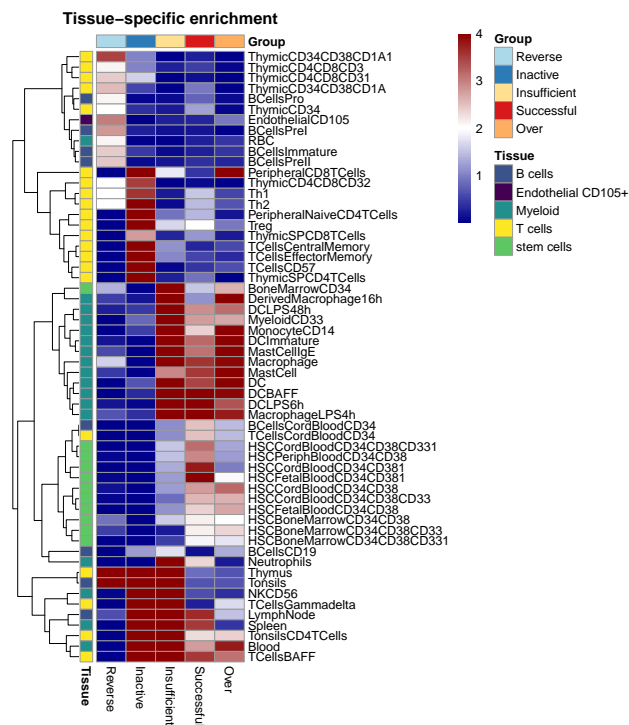 Tissue-specific enrichment
Group
ThymicCD34CD38CD1A1
ThymicCD4CD8CD3
ThymicCD4CD8CD31
ThymicCD34CD38CD1A
BCellsPro
ThymicCD34
EndothelialCD105
BCellsPreI
RBC
BCellsImmature
BCellsPreII
PeripheralCD8TCells
ThymicCD4CD8CD32
Th1
Th2
PeripheralNaiveCD4TCells
Treg
ThymicSPCD8TCells
TCellsCentralMemory
TCellsEffectorMemory
TCellsCD57
ThymicSPCD4TCells
BoneMarrowCD34
DerivedMacrophage16h
DCLPS48h
MyeloidCD33
MonocyteCD14
DCImmature
MastCellIgE
Macrophage
MastCell
DC
DCBAFF
DCLPS6h
MacrophageLPS4h
BCellsCordBloodCD34
TCellsCordBloodCD34
HSCCordBloodCD34CD38CD331
HSCPeriphBloodCD34CD38
HSCCordBloodCD34CD381
HSCFetalBloodCD34CD381
HSCCordBloodCD34CD38
HSCCordBloodCD34CD38CD33
HSCFetalBloodCD34CD38
HSCBoneMarrowCD34CD38
HSCBoneMarrowCD34CD38CD33
HSCBoneMarrowCD34CD38CD331
BCellsCD19
Neutrophils
Thymus
Tonsils
NKCD56
TCellsGammadelta
LymphNode
Spleen
TonsilsCD4TCells
Blood
TCellsBAFF
Tissue
Reverse
Inactive
Insufficient
Successful
Over
4
3
2
1
Group
Reverse
Inactive
Insufficient
Successful
Over
Tissue
B cells
Endothelial CD105+
Myeloid
T cells
stem cells